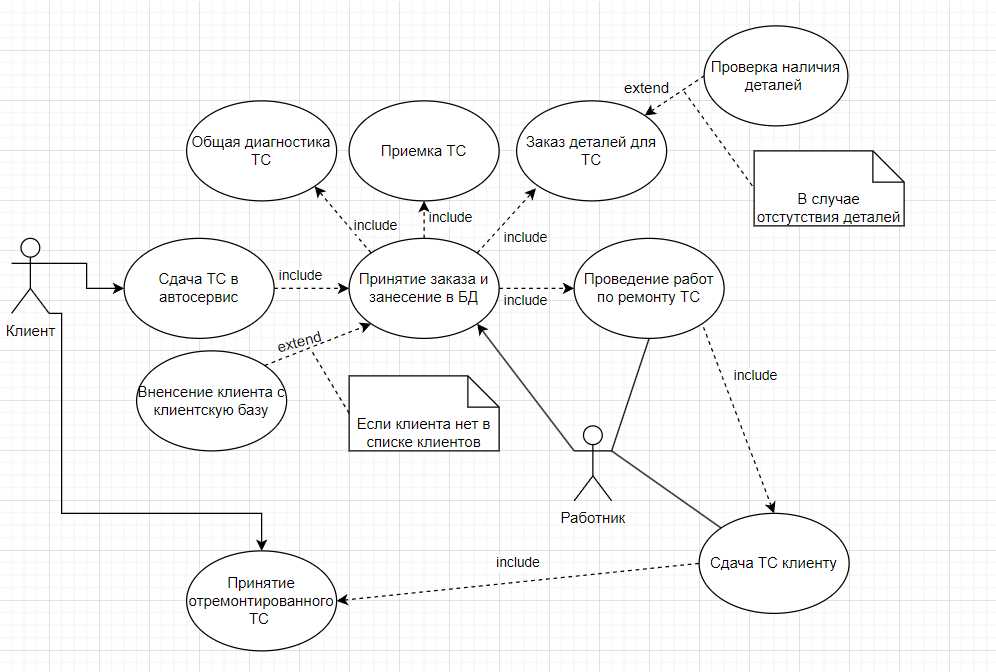 Проверка наличия
деталей
extend
Общая диагностика
ТС
Приемка ТС
Заказ деталей для
ТС
В случае
отстутствия деталей
include
include
include
Клиент
Сдача ТС в
автосервис
include
Принятие заказа и
занесение в БД
include
Проведение работ
по ремонту ТС
extend
Вненсение клиента с
клиентскую базу
Если клиента нет в
списке клиентов
include
Работник
Сдача ТС клиенту
include
Принятие
отремонтированного
ТС